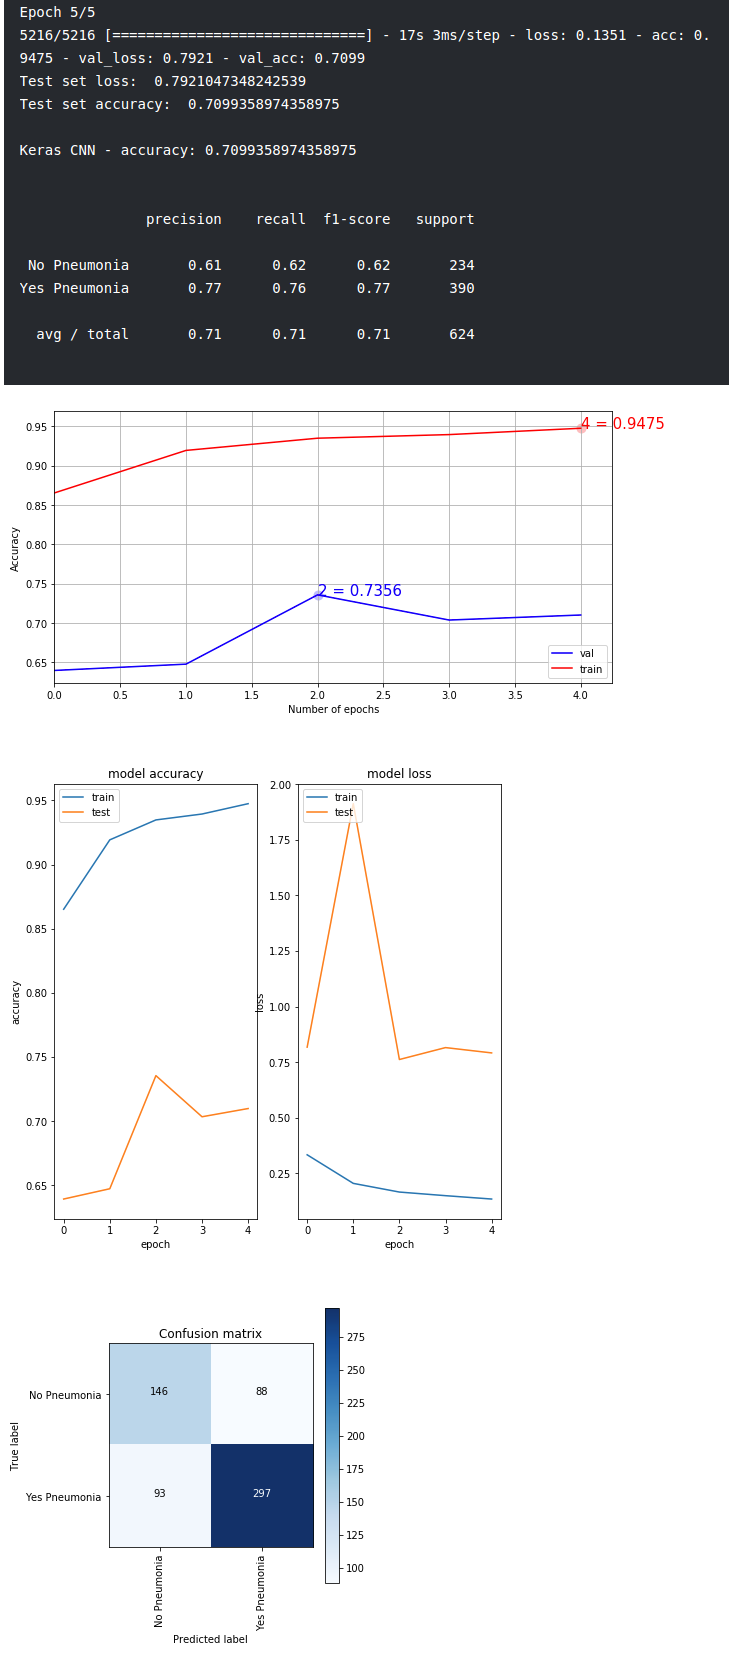 Epoch 5/5
5216/5216 [==============================] - 17s 3ms/step - loss: 0.1351 - acc: 0.
9475 - val_loss: 0.7921 - val_acc: 0.7099
Test set loss:  0.7921047348242539
Test set accuracy:  0.7099358974358975
Keras CNN - accuracy: 0.7099358974358975
precision recall f1-score support
No Pneumonia 0.61 0.62 0.62 234
Yes Pneumonia 0.77 0.76 0.77 390
avg / total 0.71 0.71 0.71 624
0.95
0.90
0.85
0.80
0.75
0.70
0.65
Accuracy
4 = 0.9475
2 = 0.7356
val
train
0.0 0.5 1.0 1.5 2.0 2.5 3.0 3.5 4.0
Number of epochs
model accuracy
train
test
0.95
0.90
0.85
0.80
0.75
0.70
0.65
accuracy
0 1 2 3 4
epoch
model loss
train
test
2.00
1.75
1.50
1.25
1.00
0.75
0.50
0.25
loss
0 1 2 3 4
epoch
Confusion matrix
No Pneumonia
Yes Pneumonia
True label
146 88
93 297
No Pneumonia
Yes Pneumonia
Predicted label
275
250
225
200
175
150
125
100